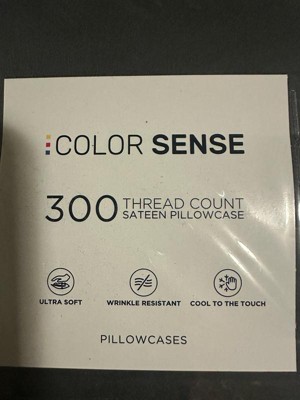 COLOR SENSE
300 THREAD COUNT
SATEEN PILLOWCASE
ULTRA SOFT
WRINKLE RESISTANT
COOL TO THE TOUCH
PILLOWCASES